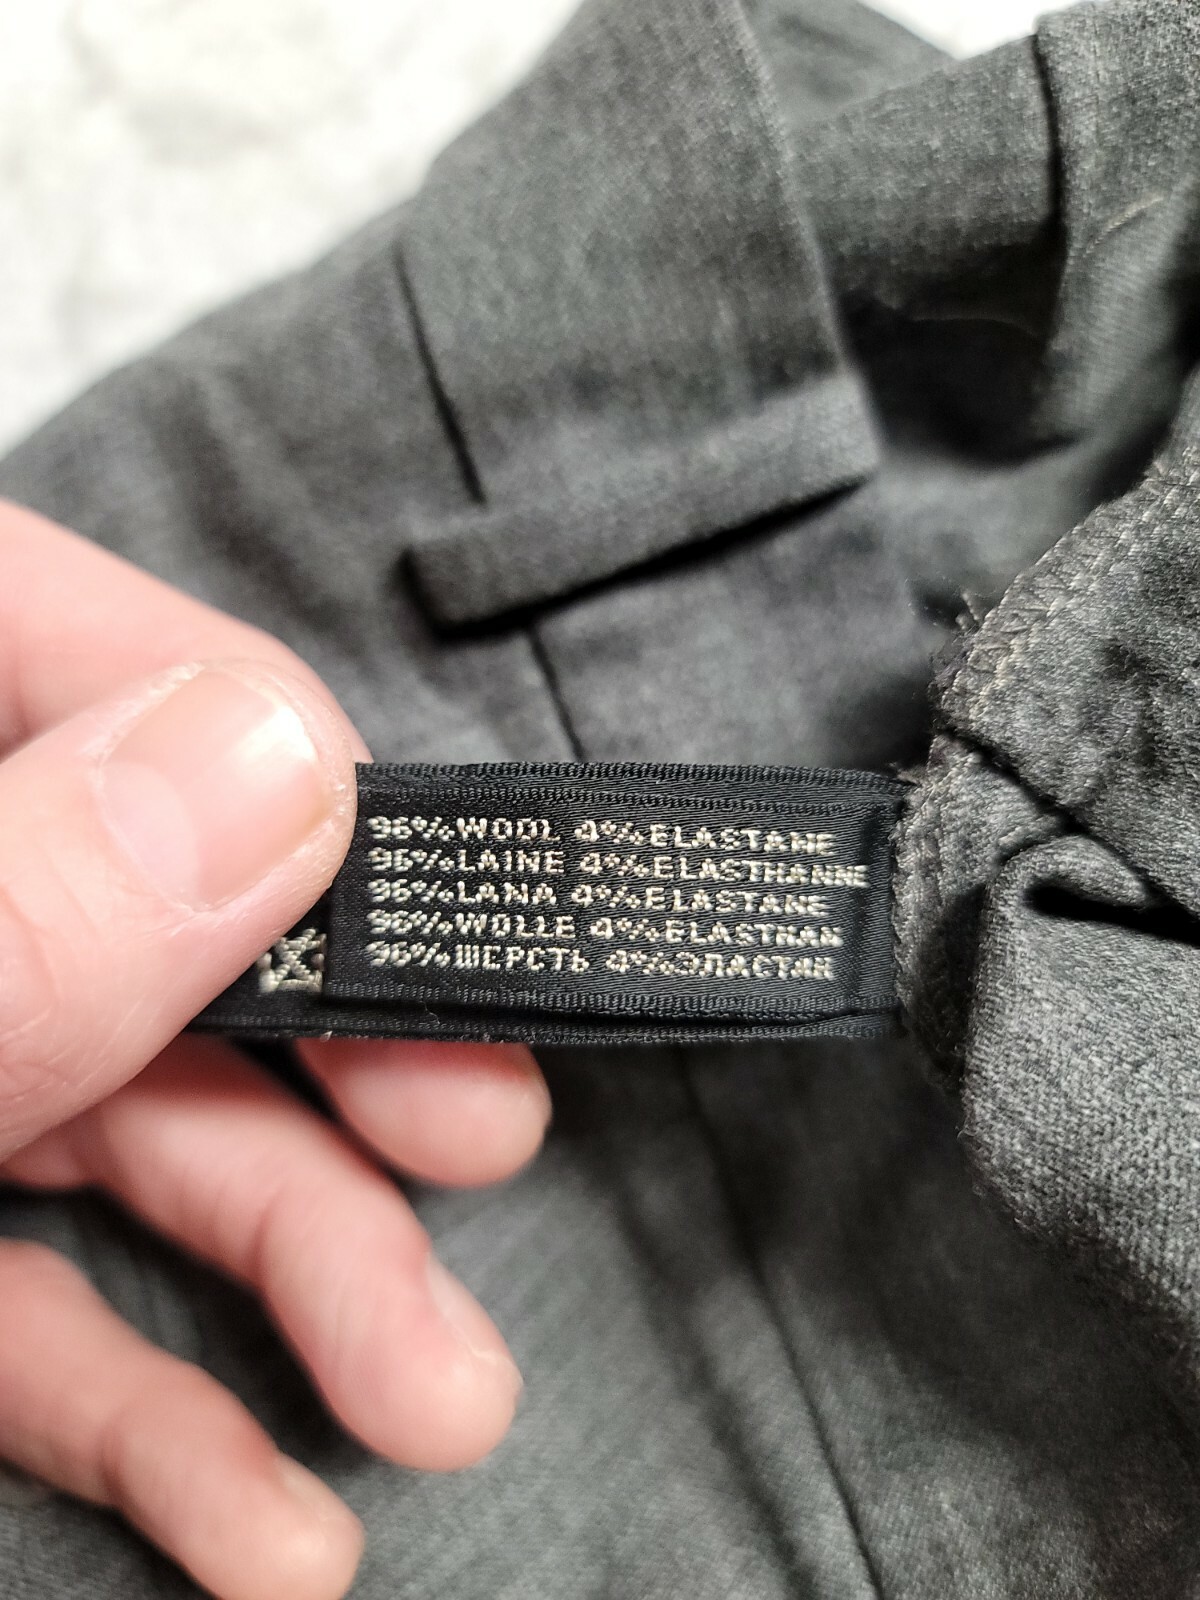 96% WOOL 4% ELASTANE
96% LAINE 4% ELASTHANNE
96% LANA 4% ELASTANE
96% WOLLE 4% ELASTHAN
96% ШЕРСТЬ 4% ЭЛАСТАН